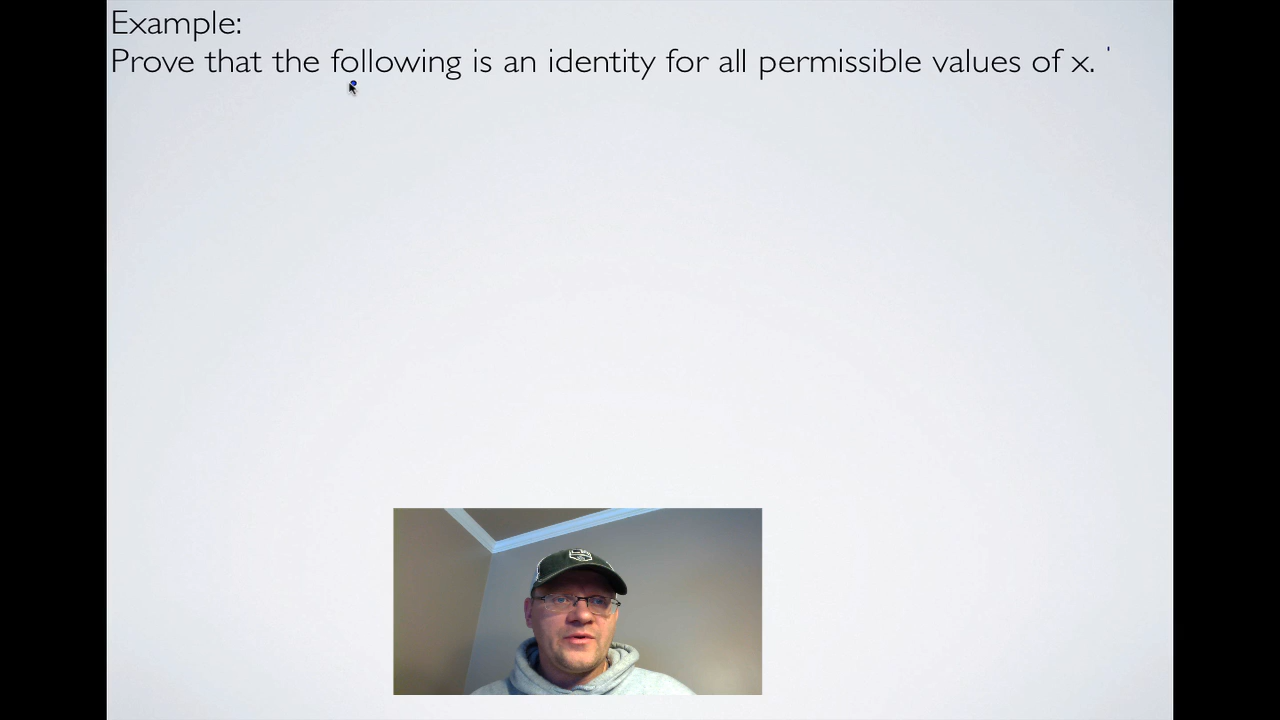 Example:
Prove that the following is an identity for all permissible values of x.